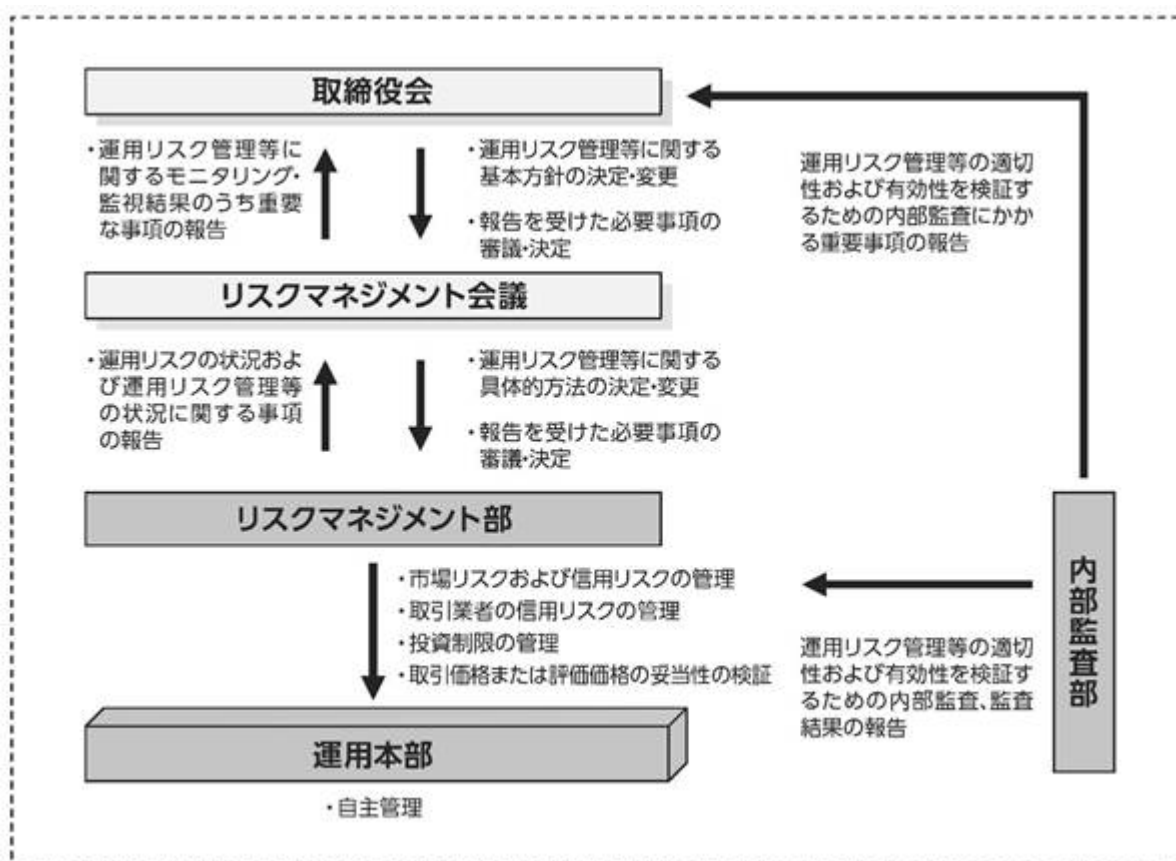 取締役会
・運用リスク管理等に
関するモニタリング・
監視結果のうち重要
な事項の報告
・運用リスク管理等に関する
基本方針の決定・変更
・報告を受けた必要事項の
審議・決定
運用リスク管理等の適切
性および有効性を検証す
るための内部監査にかか
る重要事項の報告
リスクマネジメント会議
・運用リスクの状況およ
び運用リスク管理等
の状況に関する事項
の報告
・運用リスク管理等に関する
具体的方法の決定・変更
・報告を受けた必要事項の
審議・決定
リスクマネジメント部
・市場リスクおよび信用リスクの管理
・取引業者の信用リスクの管理
・投資制限の管理
・取引価格または評価価格の妥当性の検証
運用リスク管理等の適切
性および有効性を検証す
るための内部監査、監査
結果の報告
内部監査部
運用本部
・自主管理